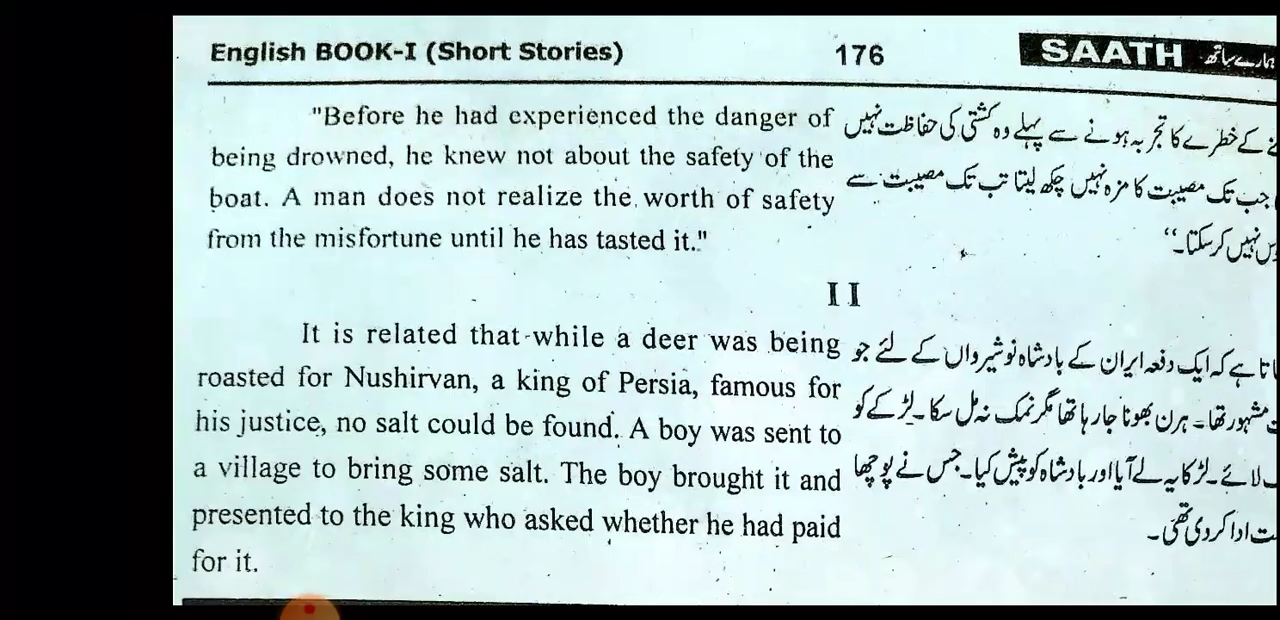 English BOOK-I (Short Stories) 176 SAATH ہمارے ساتھ
"Before he had experienced the danger of
being drowned, he knew not about the safety of the
boat. A man does not realize the worth of safety
from the misfortune until he has tasted it."
کے خطرے کا تجربہ ہونے سے پہلے وہ کشتی کی حفاظت نہیں
جب تک مصیبت کا مزہ نہیں چکھ لیتا تب تک مصیبت سے
نہیں کر سکتا۔“
II
It is related that while a deer was being
roasted for Nushirvan, a king of Persia, famous for
his justice, no salt could be found. A boy was sent to
a village to bring some salt. The boy brought it and
presented to the king who asked whether he had paid
for it.
ہے کہ ایک دفعہ ایران کے بادشاہ نوشیرواں کے لئے جو
مشہور تھا۔ ہرن بھونا جا رہا تھا مگر نمک نہ مل سکا۔ لڑکے کو
لائے۔ لڑکا یہ لے آیا اور بادشاہ کو پیش کیا۔ جس نے پوچھا
ادا کر دی تھی۔